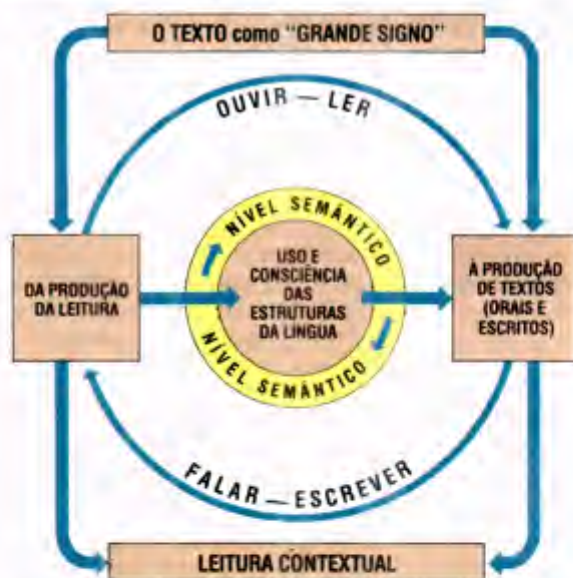 O TEXTO como "GRANDE SIGNO"
OUVIR — LER
NÍVEL SEMÂNTICO
DA PRODUÇÃO
DA LEITURA
USO E
CONSCIÊNCIA
DAS
ESTRUTURAS
DA LÍNGUA
À PRODUÇÃO
DE TEXTOS
(ORAIS E
ESCRITOS)
NÍVEL SEMÂNTICO
FALAR — ESCREVER
LEITURA CONTEXTUAL